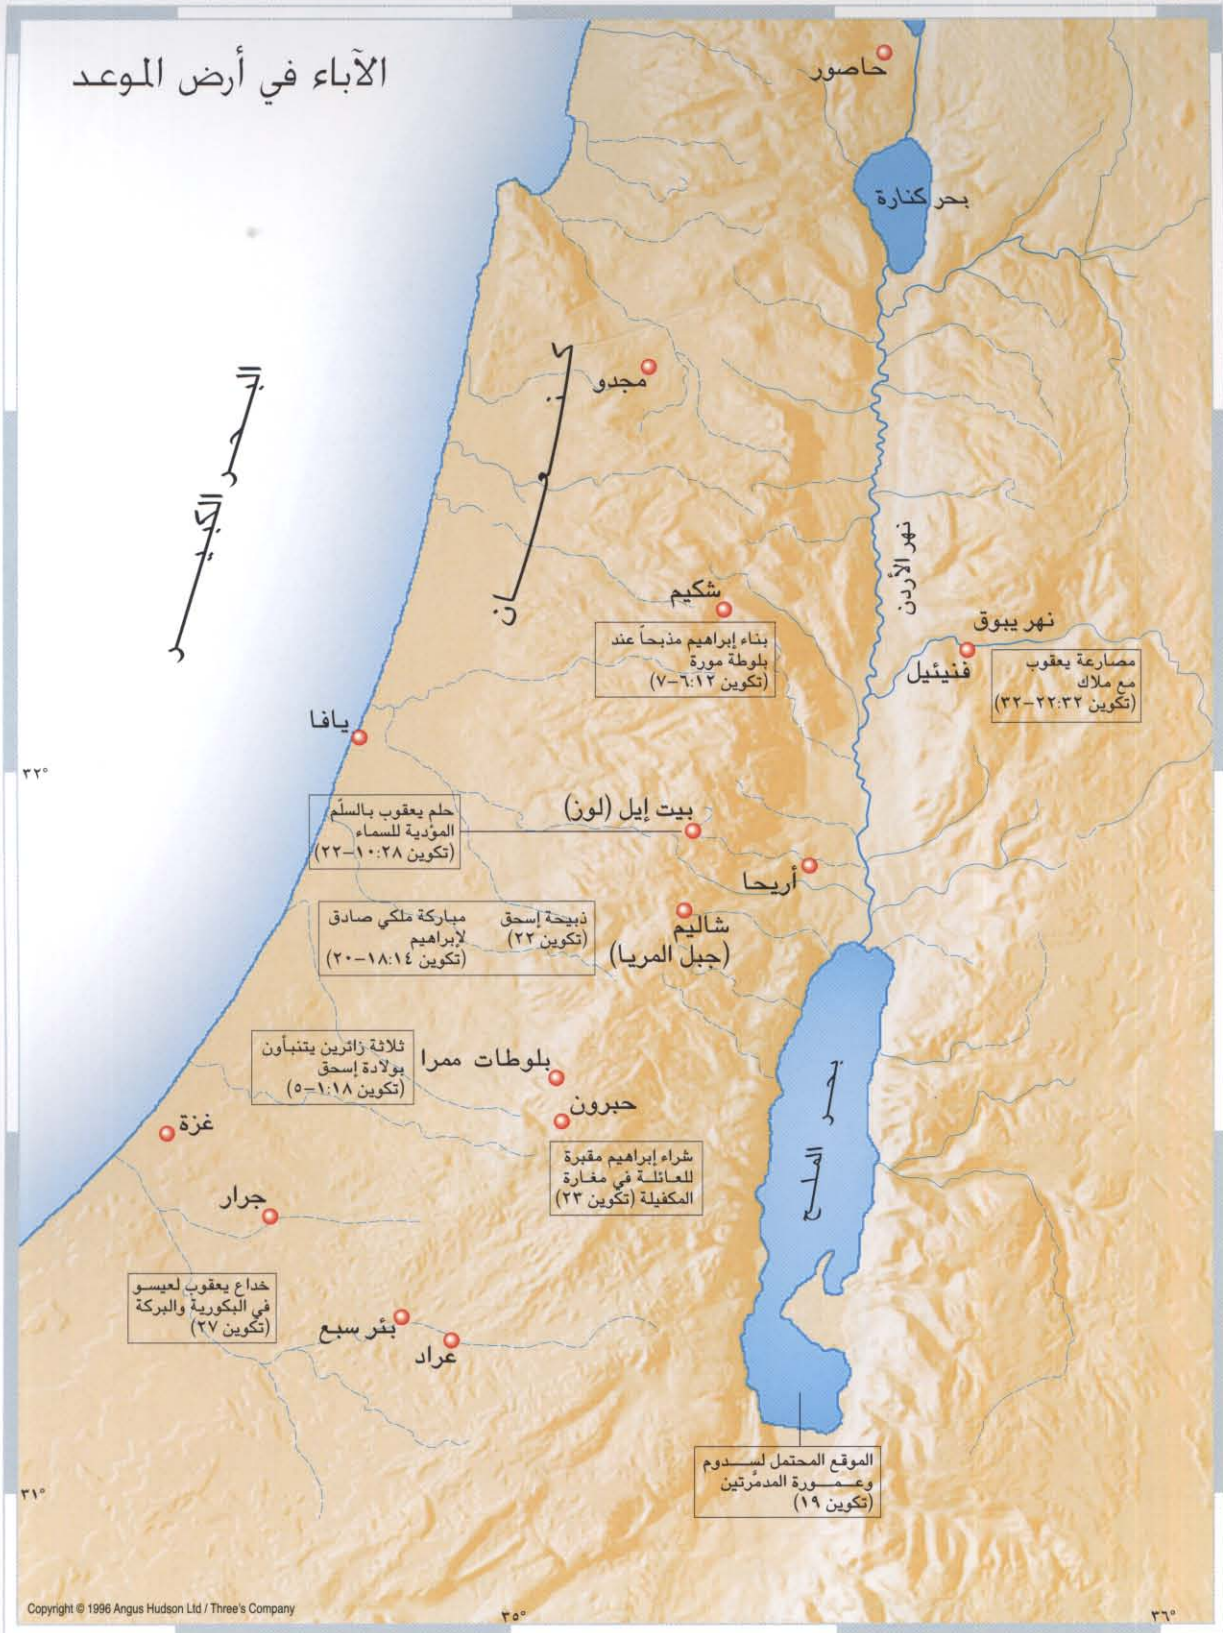 الآباء في أرض الموعد
حاصور
بحر كنارة
البحر الكبير
كنعان
مجدو
نهر الأردن
شكيم
بناء إبراهيم مذبحاً عند
بلوطة مورة
(تكوين ١٢:‏٦–٧)
نهر يبوق
فنيئيل
مصارعة يعقوب
مع ملاك
(تكوين ٣٢:‏٢٢–٣٢)
يافا
٣٢°
بيت إيل (لوز)
حلم يعقوب بالسلّم
المؤدية للسماء
(تكوين ٢٨:‏١٠–٢٢)
أريحا
شاليم
(جبل المريا)
ذبيحة إسحق
(تكوين ٢٢)
مباركة ملكي صادق
لإبراهيم
(تكوين ١٤:‏١٨–٢٠)
بلوطات ممرا
ثلاثة زائرين يتنبأون
بولادة إسحق
(تكوين ١٨:‏١–٥)
حبرون
شراء إبراهيم مقبرة
للعائلة في مغارة
المكفيلة (تكوين ٢٣)
بحر الملح
غزة
جرار
خداع يعقوب لعيسو
في البكورية والبركة
(تكوين ٢٧)
بئر سبع
عراد
الموقع المحتمل لسدوم
وعمورة المدمَّرتين
(تكوين ١٩)
٣١°
Copyright © 1996 Angus Hudson Ltd / Three's Company
٣٥°
٣٦°